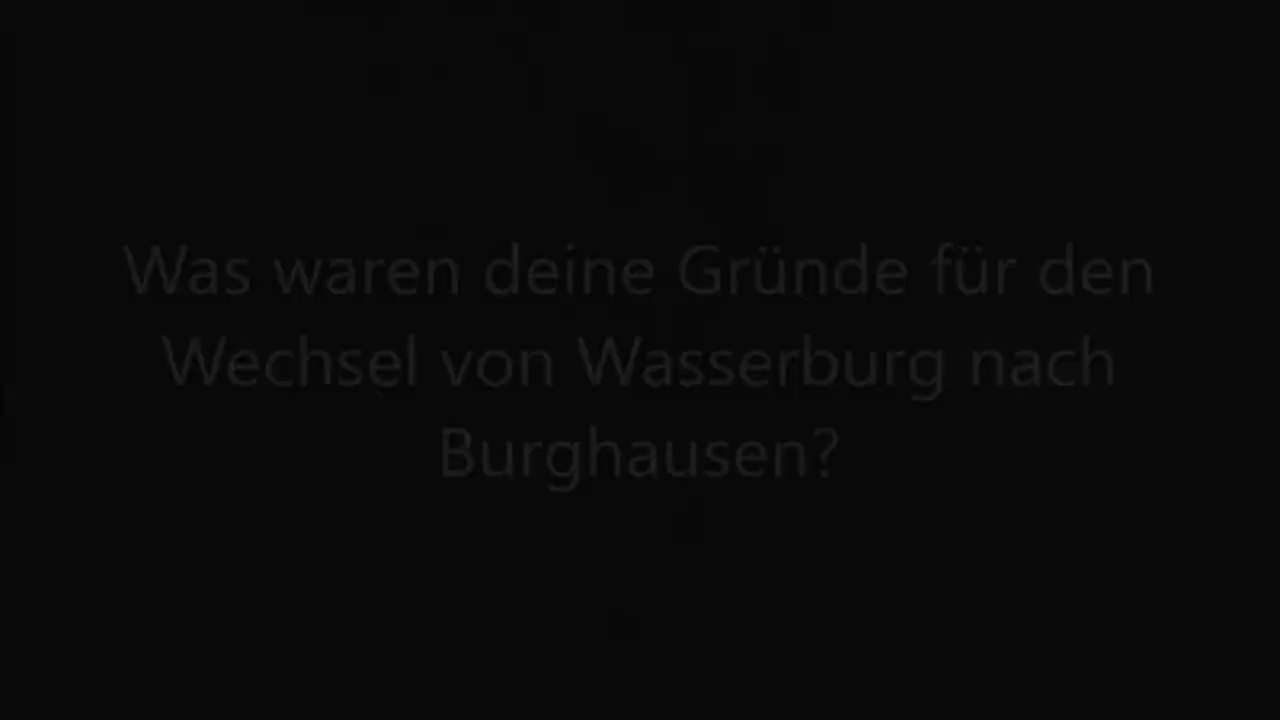 Was waren deine Gründe für den
Wechsel von Wasserburg nach
Burghausen?